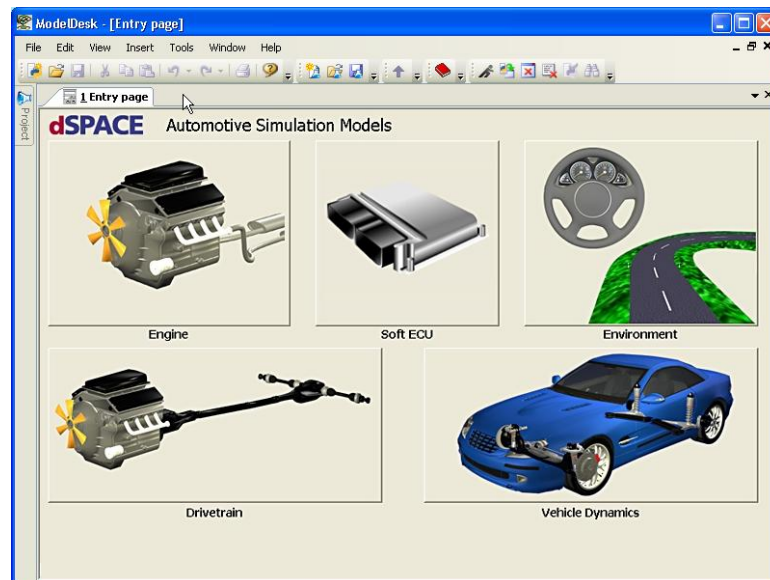 ModelDesk - [Entry page]
File Edit View Insert Tools Window Help
Project
1 Entry page
dSPACE Automotive Simulation Models
Engine Soft ECU Environment
Drivetrain Vehicle Dynamics